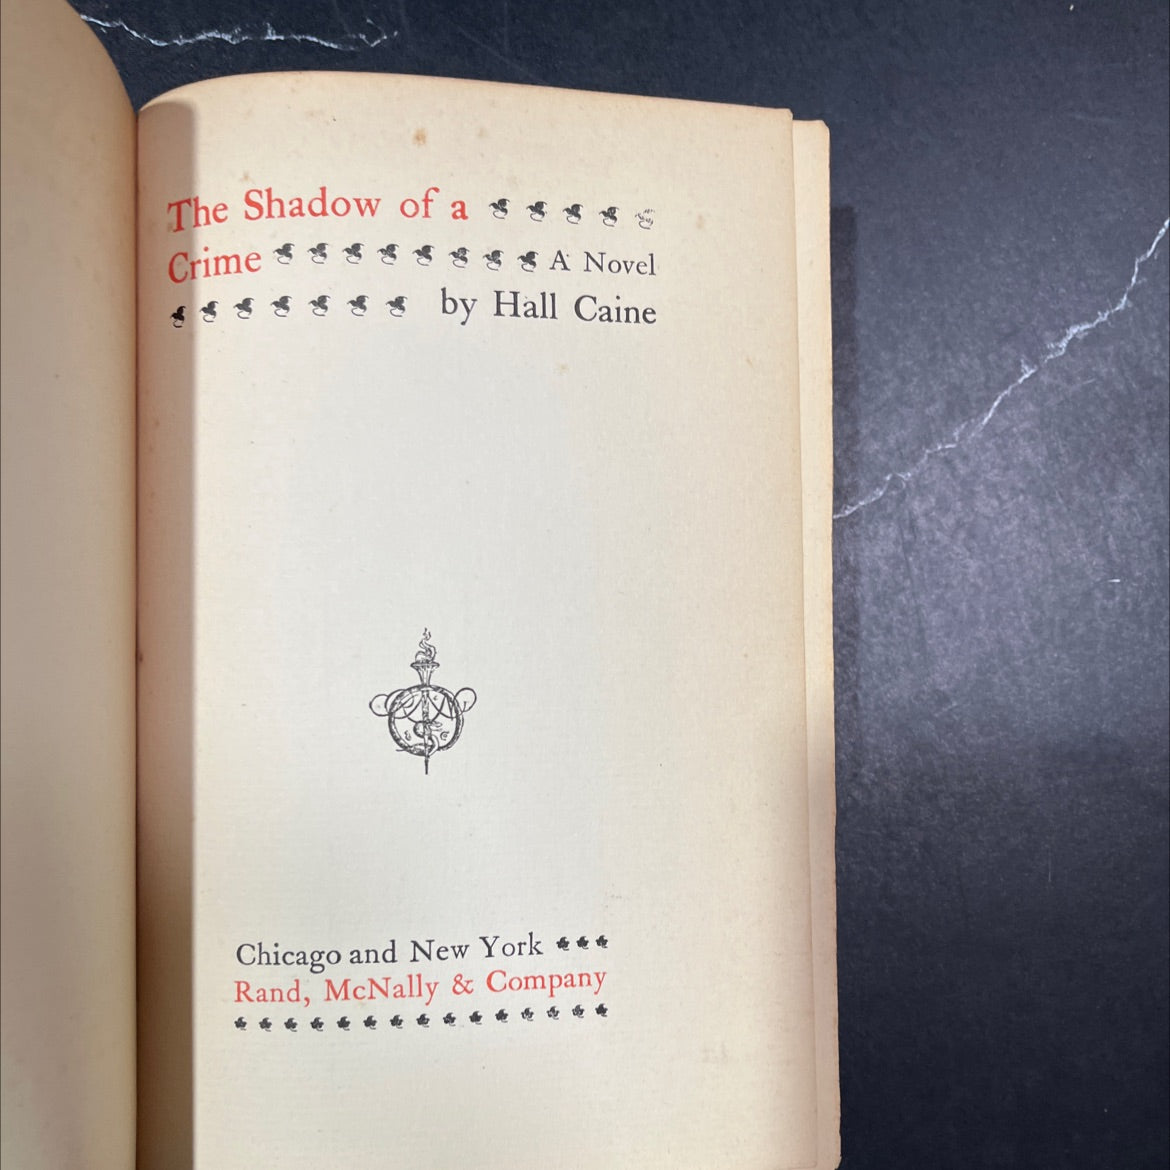 The Shadow of a
Crime A Novel
by Hall Caine
Chicago and New York
Rand, McNally & Company